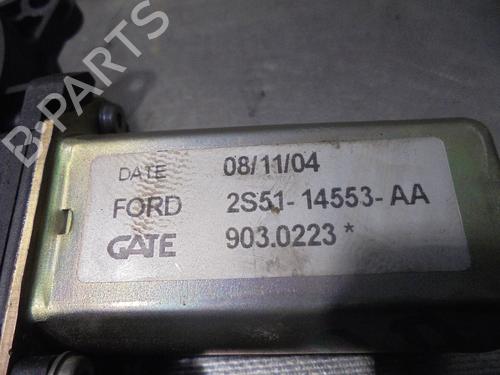 B-PARTS
DATE 08/11/04
FORD 2S51-14553-AA
GATE 903.0223*